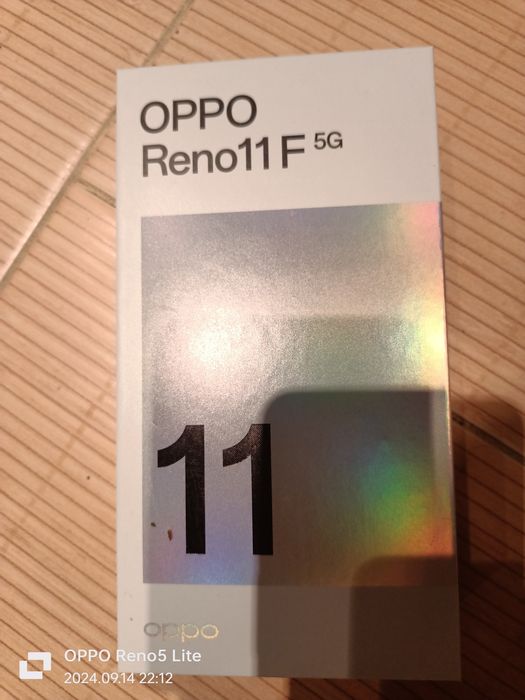 OPPO
Reno11 F 5G
11
oppo
OPPO Reno5 Lite
2024.09.14 22:12